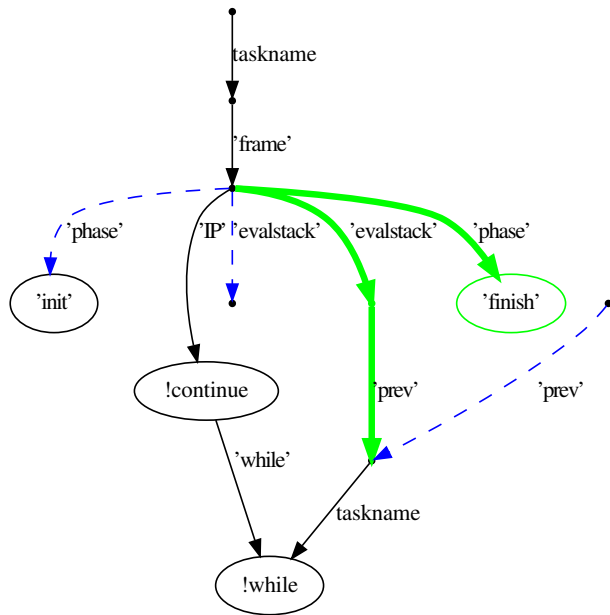 taskname
’frame’
’phase’
’IP’
’evalstack’
’evalstack’
’phase’
’init’
’finish’
!continue
’prev’
’prev’
’while’
taskname
!while